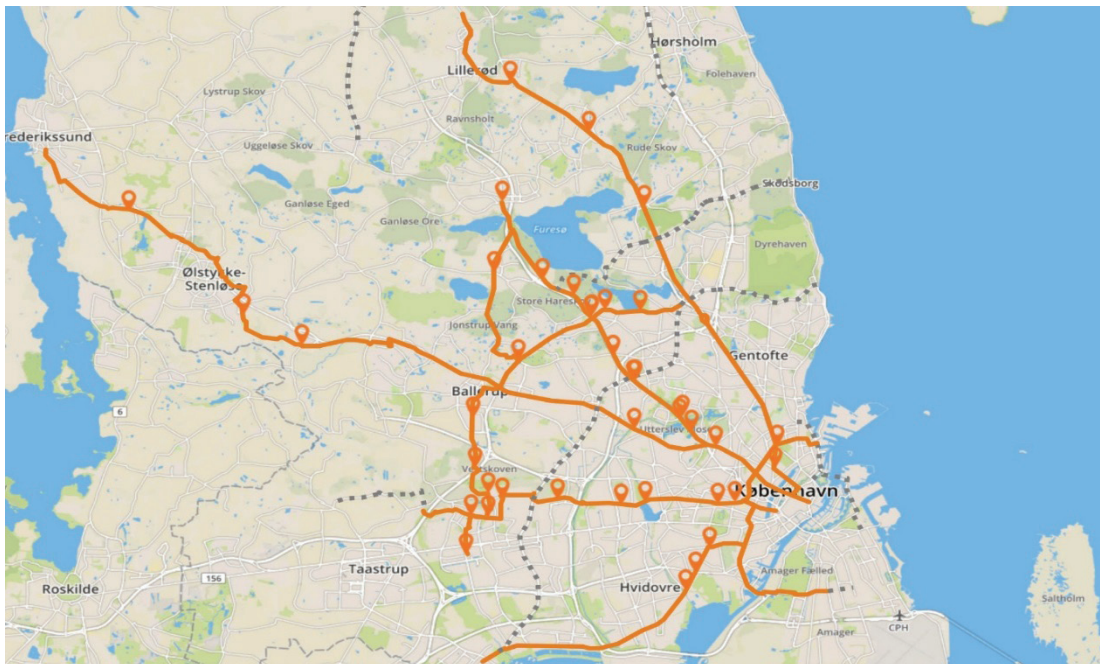 Hørsholm
Lillerød
Folehaven
Lystrup Skov
Ravnsholt
rederikssund
Uggeløse Skov
Rude Skov
Skodsborg
Ganløse Eged
Ganløse Ore
Furesø
Dyrehaven
Ølstykke-
Stenløse
Store Hareskov
Jonstrup Vang
Gentofte
Ballerup
6
Utterslev Mose
Vestskoven
København
Taastrup
Amager Fælled
156
Roskilde
Hvidovre
Saltholm
Amager
CPH